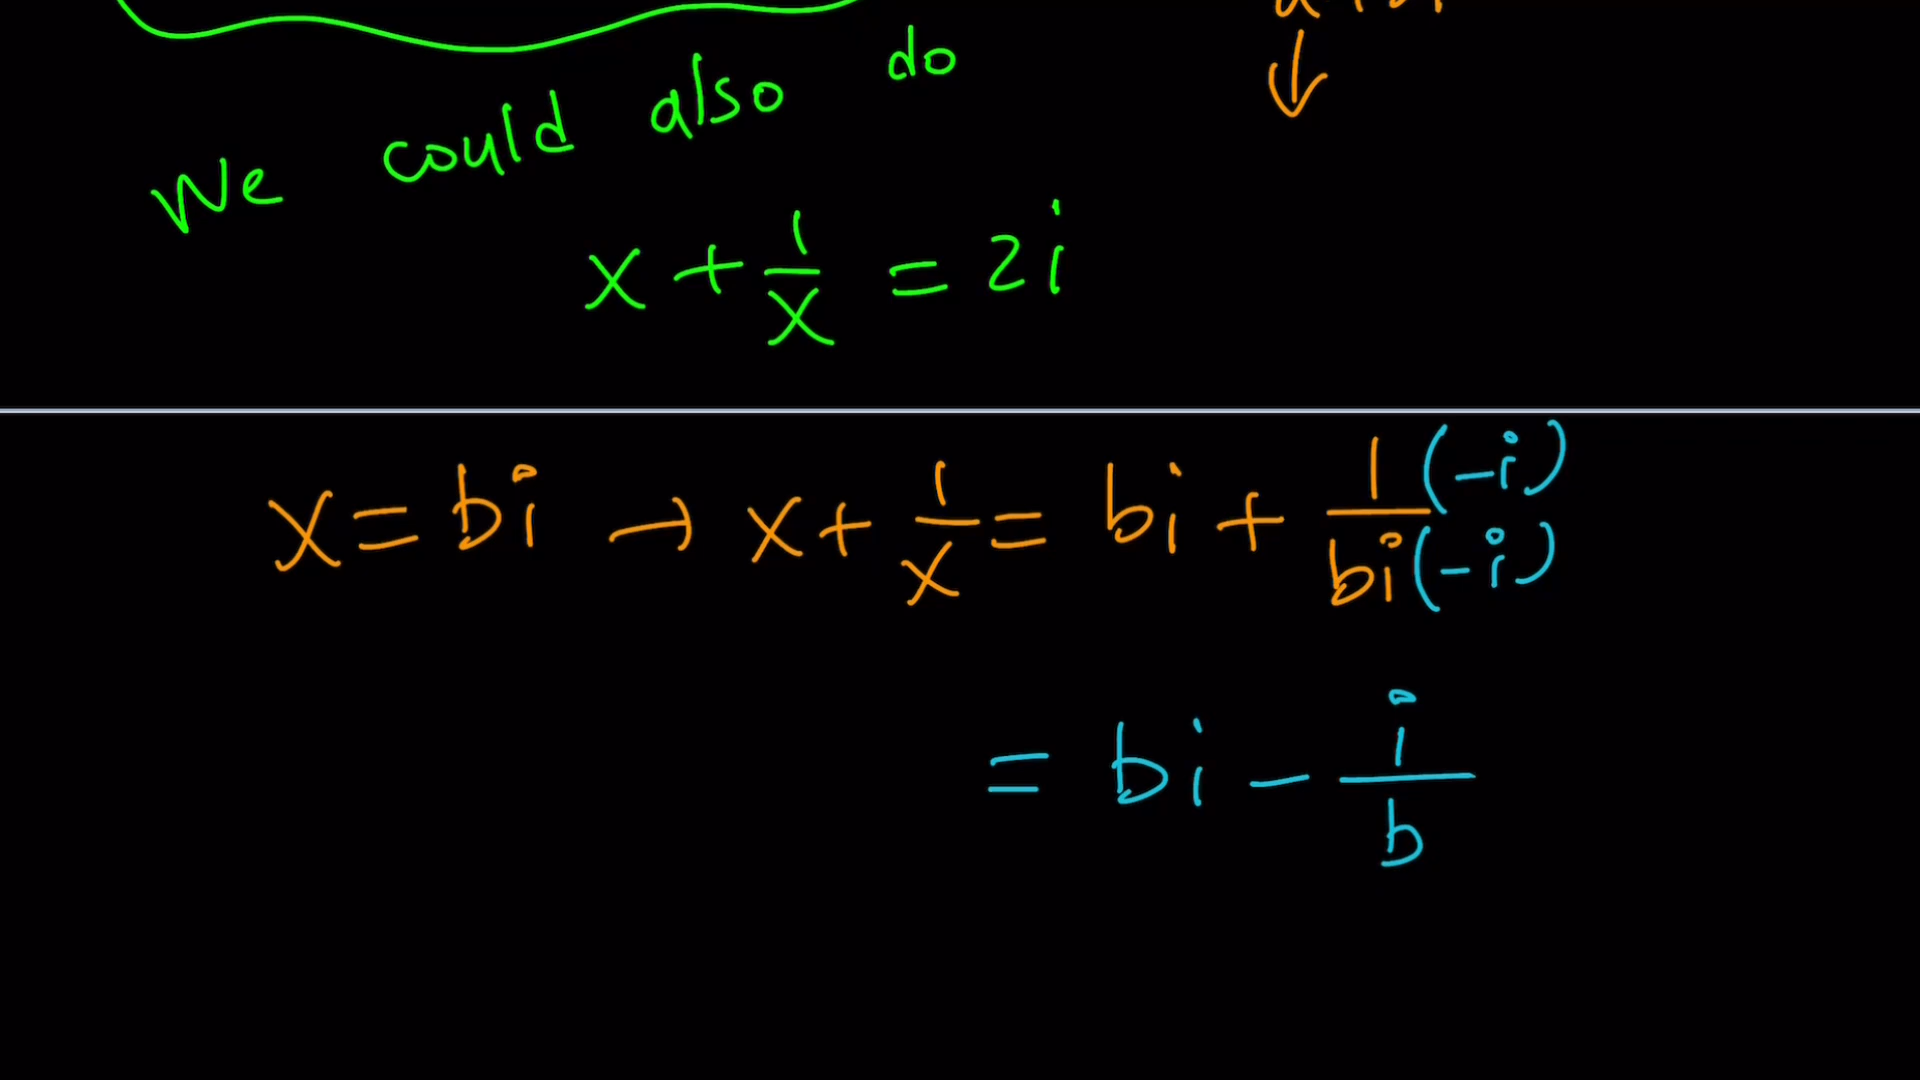 We could also do
x + 1/x = 2i
x = bi → x + 1/x = bi + 1(-i)/bi(-i)
= bi - i/b